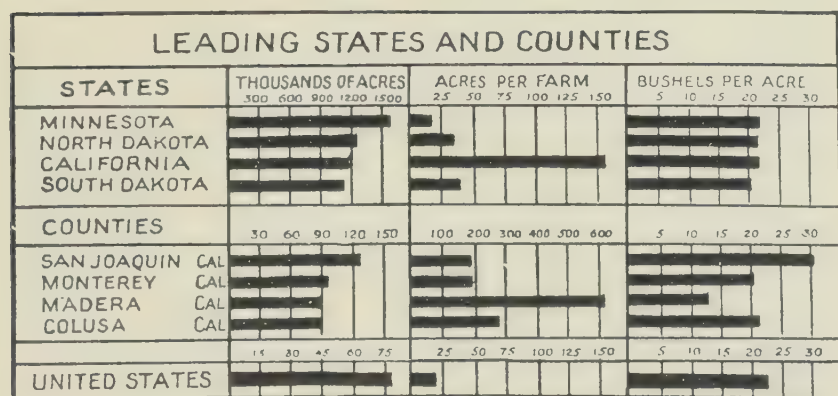 LEADING STATES AND COUNTIES
STATES THOUSANDS OF ACRES ACRES PER FARM BUSHELS PER ACRE
300 600 900 1200 1500 25 50 75 100 125 150 5 10 15 20 25 30
MINNESOTA
NORTH DAKOTA
CALIFORNIA
SOUTH DAKOTA
COUNTIES 30 60 90 120 150 100 200 300 400 500 600 5 10 15 20 25 30
SAN JOAQUIN CAL
MONTEREY CAL
MADERA CAL
COLUSA CAL
15 30 45 60 75 25 50 75 100 125 150 5 10 15 20 25 30
UNITED STATES